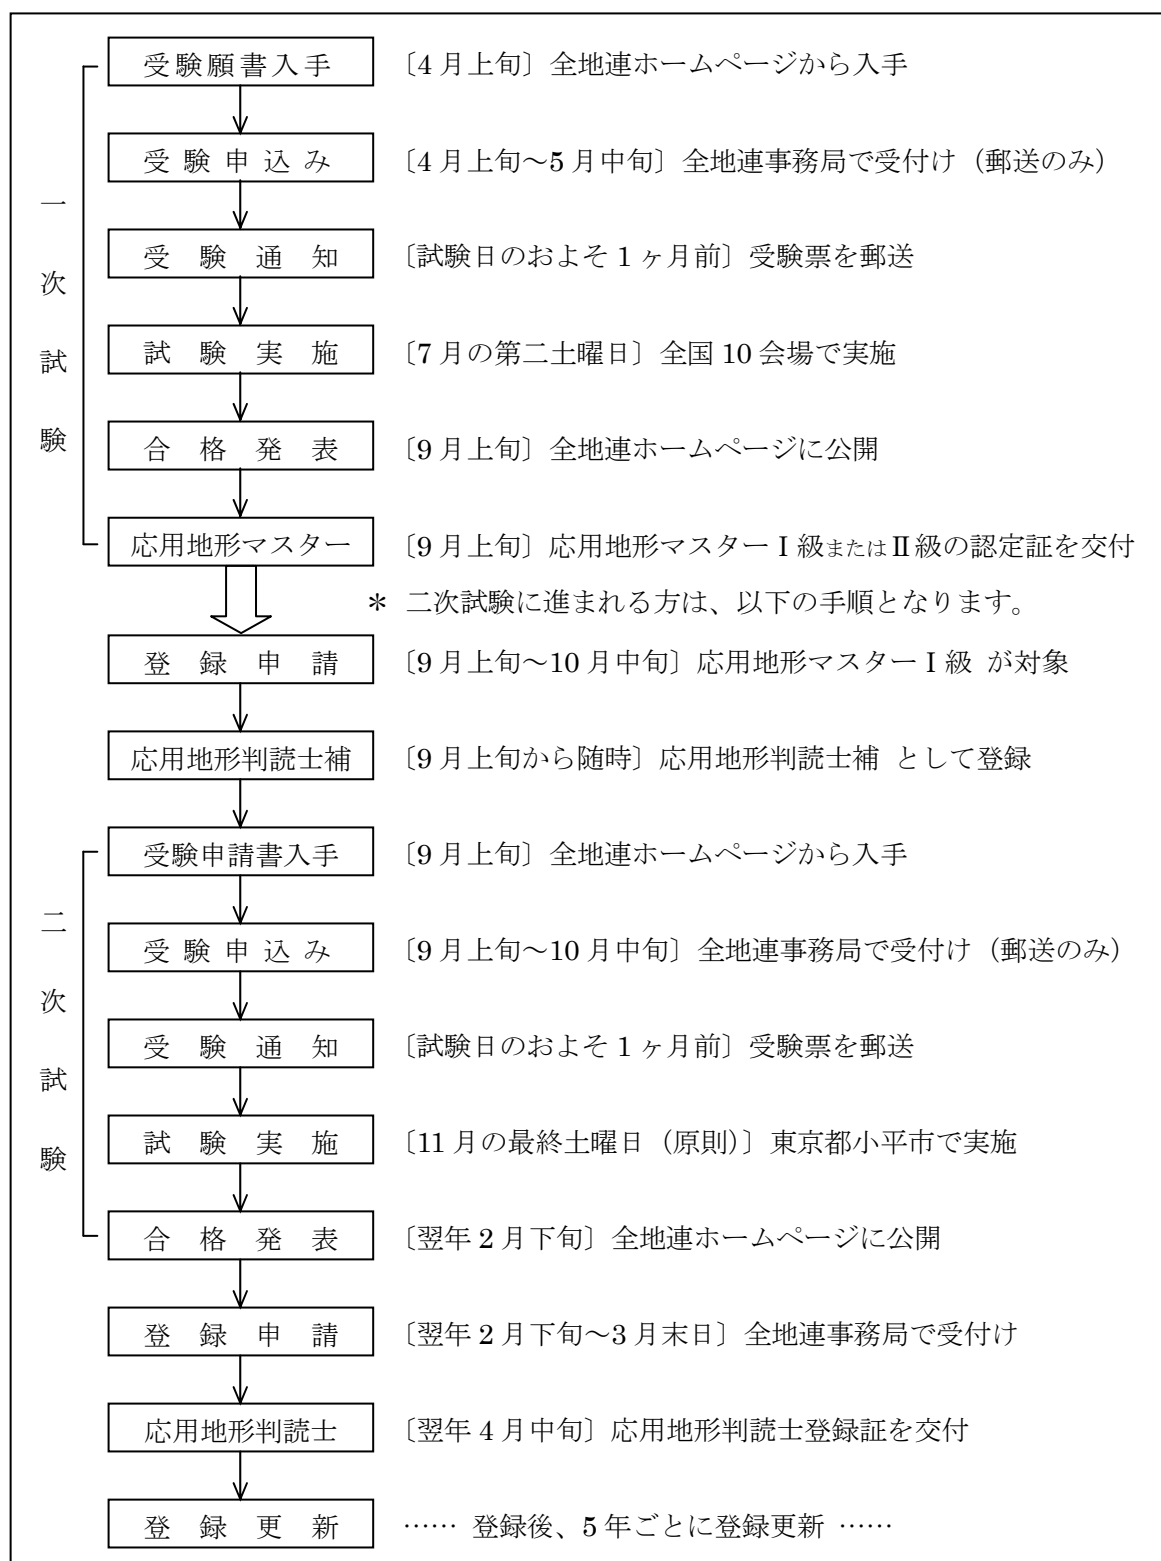 一次試験
受験願書入手 〔4月上旬〕全地連ホームページから入手
受験申込み 〔4月上旬～5月中旬〕全地連事務局で受付け（郵送のみ）
受験通知 〔試験日のおよそ1ヶ月前〕受験票を郵送
試験実施 〔7月の第二土曜日〕全国10会場で実施
合格発表 〔9月上旬〕全地連ホームページに公開
応用地形マスター 〔9月上旬〕応用地形マスターⅠ級またはⅡ級の認定証を交付
＊ 二次試験に進まれる方は、以下の手順となります。
登録申請 〔9月上旬～10月中旬〕応用地形マスターⅠ級 が対象
応用地形判読士補 〔9月上旬から随時〕応用地形判読士補 として登録
二次試験
受験申請書入手 〔9月上旬〕全地連ホームページから入手
受験申込み 〔9月上旬～10月中旬〕全地連事務局で受付け（郵送のみ）
受験通知 〔試験日のおよそ1ヶ月前〕受験票を郵送
試験実施 〔11月の最終土曜日（原則）〕東京都小平市で実施
合格発表 〔翌年2月下旬〕全地連ホームページに公開
登録申請 〔翌年2月下旬～3月末日〕全地連事務局で受付け
応用地形判読士 〔翌年4月中旬〕応用地形判読士登録証を交付
登録更新 …… 登録後、5年ごとに登録更新 ……